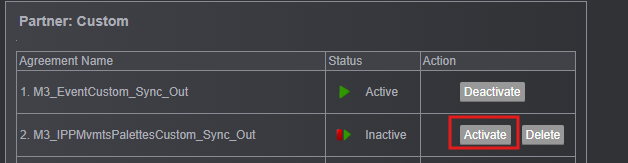 Partner: Custom
Agreement Name Status Action
1. M3_EventCustom_Sync_Out Active Deactivate
2. M3_IPPMvmtsPalettesCustom_Sync_Out Inactive Activate Delete